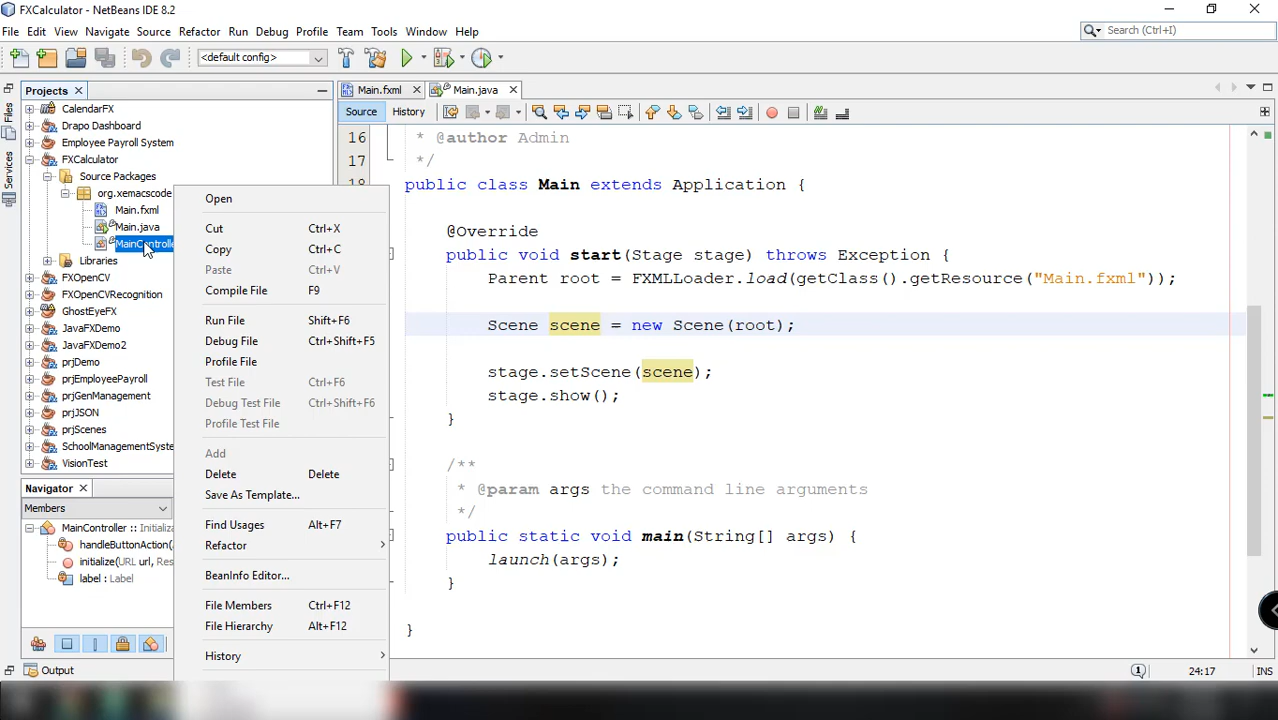 FXCalculator - NetBeans IDE 8.2
File Edit View Navigate Source Refactor Run Debug Profile Team Tools Window Help
Search (Ctrl+I)
<default config>
Projects
Main.fxml
Main.java
Files
Services
Source
History
CalendarFX
Drapo Dashboard
Employee Payroll System
FXCalculator
Source Packages
org.xemacscode
Main.fxml
Main.java
MainControlle
Libraries
FXOpenCV
FXOpenCVRecognition
GhostEyeFX
JavaFXDemo
JavaFXDemo2
prjDemo
prjEmployeePayroll
prjGenManagement
prjJSON
prjScenes
SchoolManagementSyste
VisionTest
Navigator
Members
MainController :: Initializ
handleButtonAction(
initialize(URL url, Res
label : Label
Open
Cut Ctrl+X
Copy Ctrl+C
Paste Ctrl+V
Compile File F9
Run File Shift+F6
Debug File Ctrl+Shift+F5
Profile File
Test File Ctrl+F6
Debug Test File Ctrl+Shift+F6
Profile Test File
Add
Delete Delete
Save As Template...
Find Usages Alt+F7
Refactor
BeanInfo Editor...
File Members Ctrl+F12
File Hierarchy Alt+F12
History
16 * @author Admin
17 */
18 public class Main extends Application {
@Override
public void start(Stage stage) throws Exception {
Parent root = FXMLLoader.load(getClass().getResource("Main.fxml"));
Scene scene = new Scene(root);
stage.setScene(scene);
stage.show();
}
/**
* @param args the command line arguments
*/
public static void main(String[] args) {
launch(args);
}
}
Output
1
24:17
INS